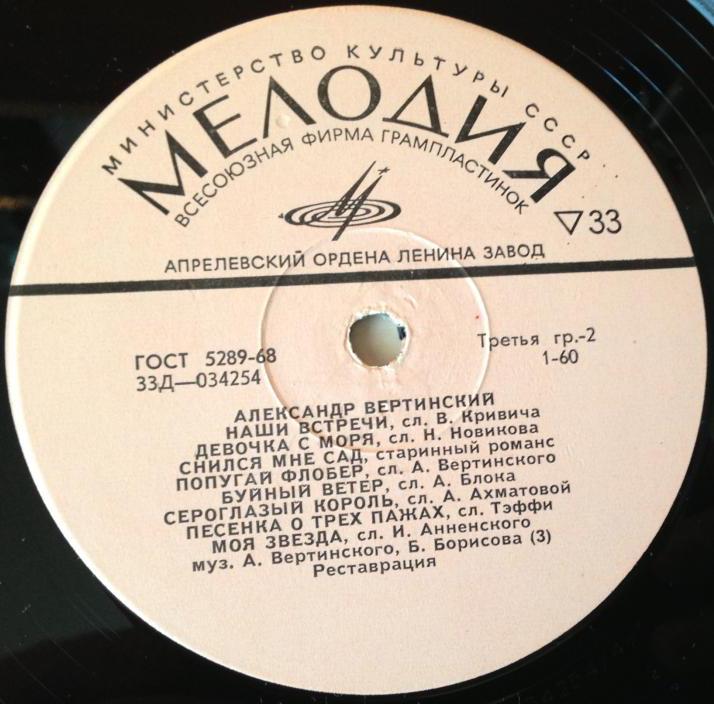 МИНИСТЕРСТВО КУЛЬТУРЫ СССР
МЕЛОДИЯ
ВСЕСОЮЗНАЯ ФИРМА ГРАМПЛАСТИНОК
▽33
АПРЕЛЕВСКИЙ ОРДЕНА ЛЕНИНА ЗАВОД
ГОСТ 5289-68
33Д—034254
Третья гр.-2
1-60
АЛЕКСАНДР ВЕРТИНСКИЙ
НАШИ ВСТРЕЧИ, сл. В. Кривича
ДЕВОЧКА С МОРЯ, сл. Н. Новикова
СНИЛСЯ МНЕ САД, старинный романс
ПОПУГАЙ ФЛОБЕР, сл. А. Вертинского
БУЙНЫЙ ВЕТЕР, сл. А. Блока
СЕРОГЛАЗЫЙ КОРОЛЬ, сл. А. Ахматовой
ПЕСЕНКА О ТРЕХ ПАЖАХ, сл. Тэффи
МОЯ ЗВЕЗДА, сл. И. Анненского
муз. А. Вертинского, Б. Борисова (3)
Реставрация